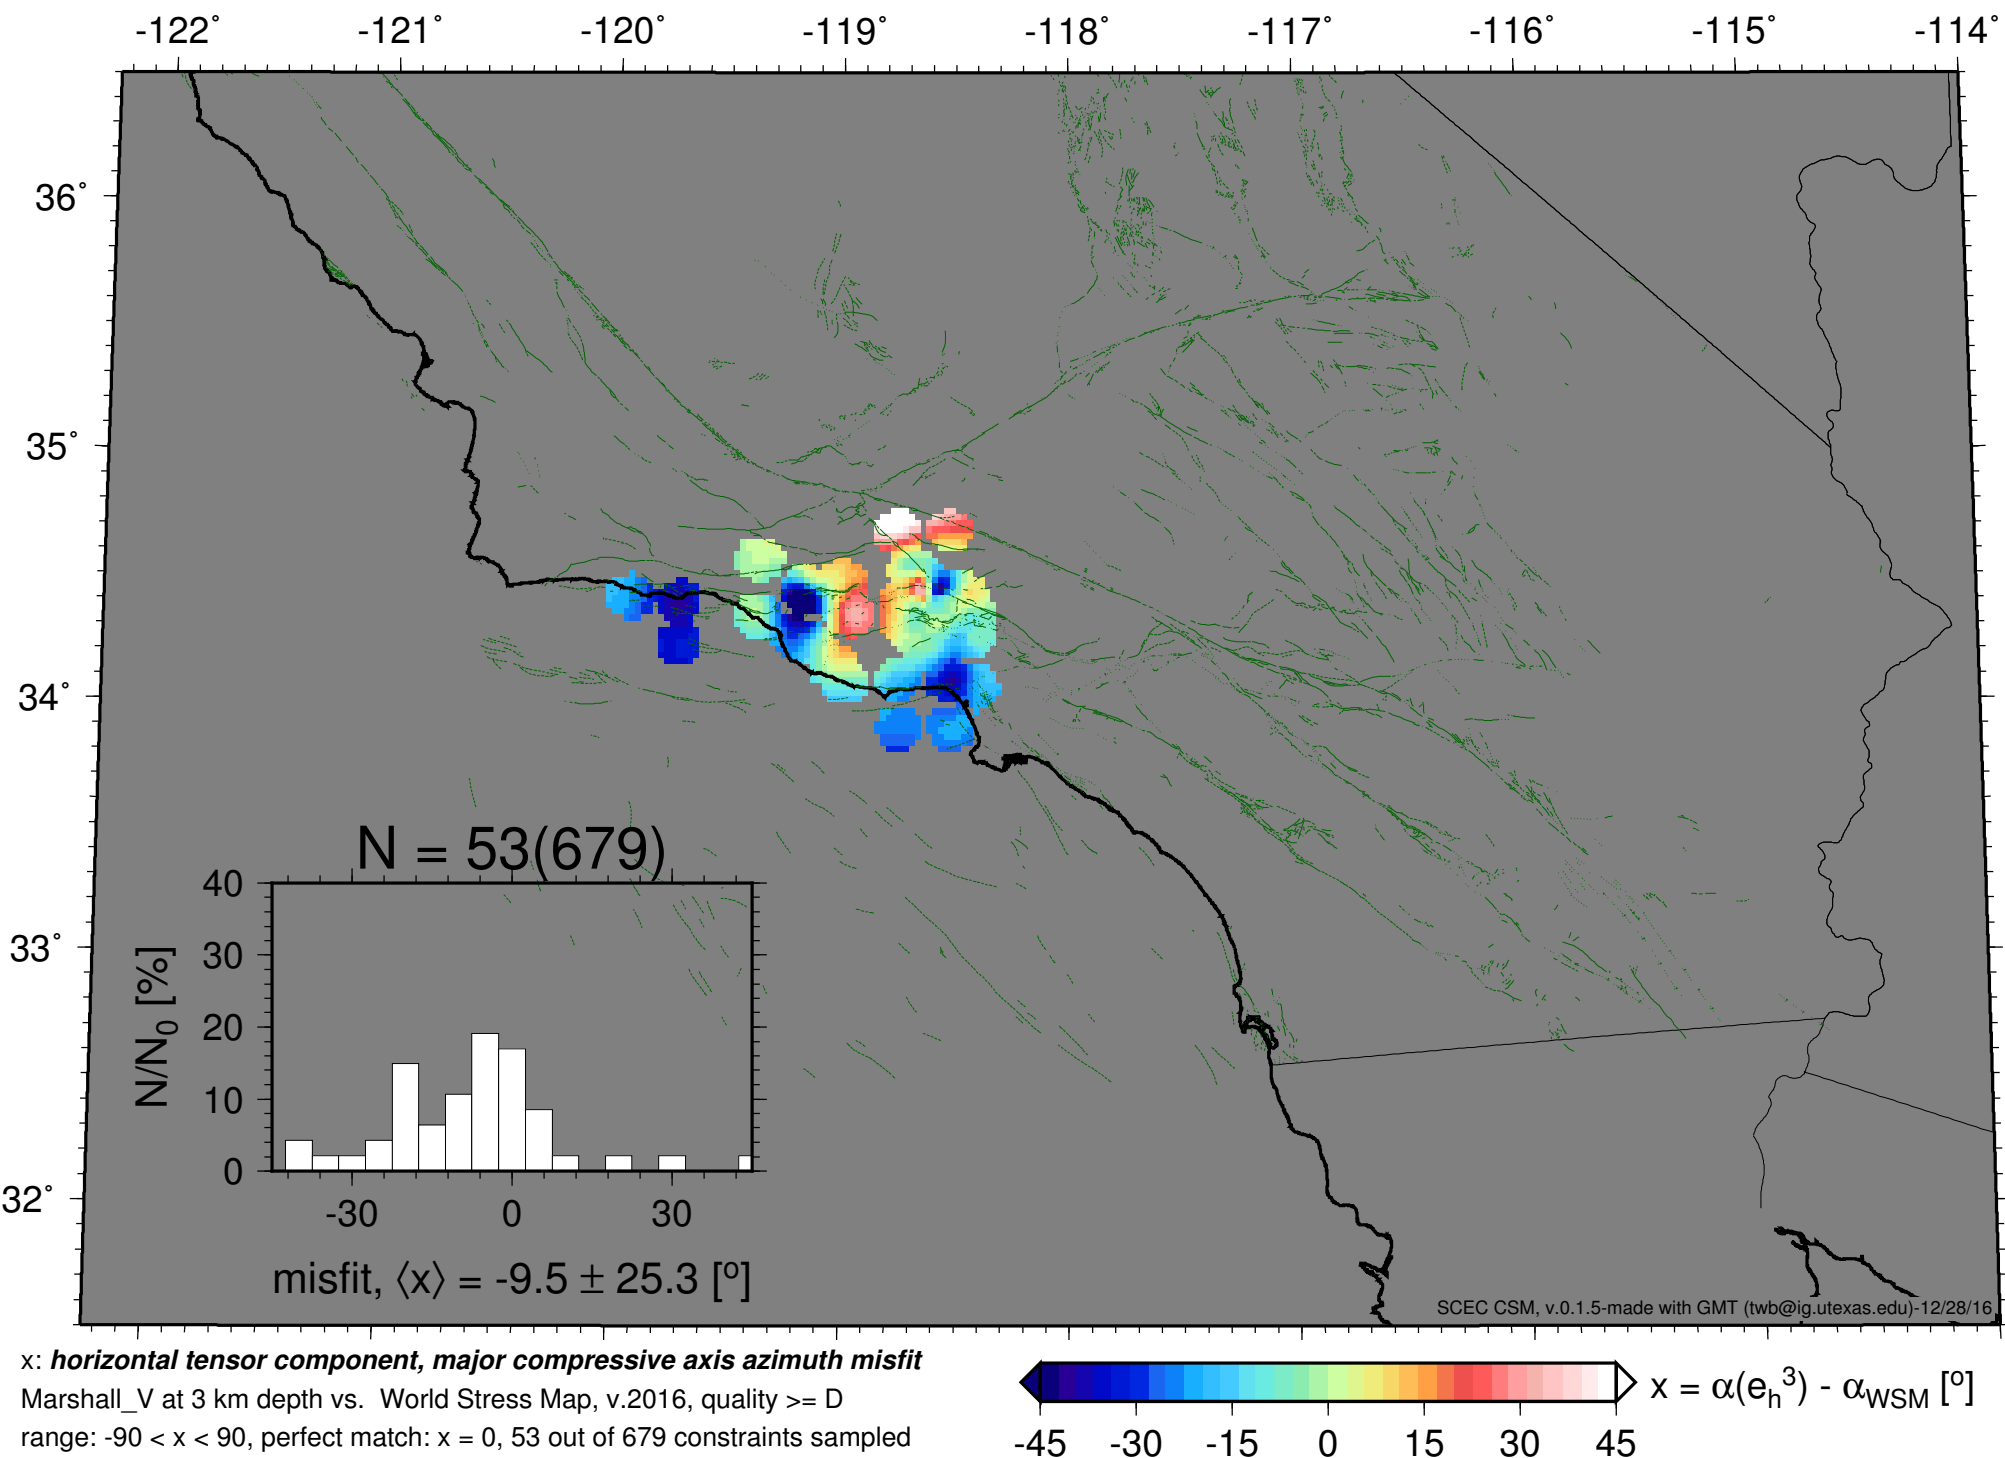 -122° -121° -120° -119° -118° -117° -116° -115° -114°
36°
35°
34°
33°
32°
N = 53(679)
40
30
20
10
0
N/N0 [%]
-30 0 30
misfit, ⟨x⟩ = -9.5 ± 25.3 [o]
SCEC CSM, v.0.1.5-made with GMT (twb@ig.utexas.edu)-12/28/16
x: horizontal tensor component, major compressive axis azimuth misfit
Marshall_V at 3 km depth vs. World Stress Map, v.2016, quality >= D
range: -90 < x < 90, perfect match: x = 0, 53 out of 679 constraints sampled
x = α(eh3) - αWSM [o]
-45 -30 -15 0 15 30 45